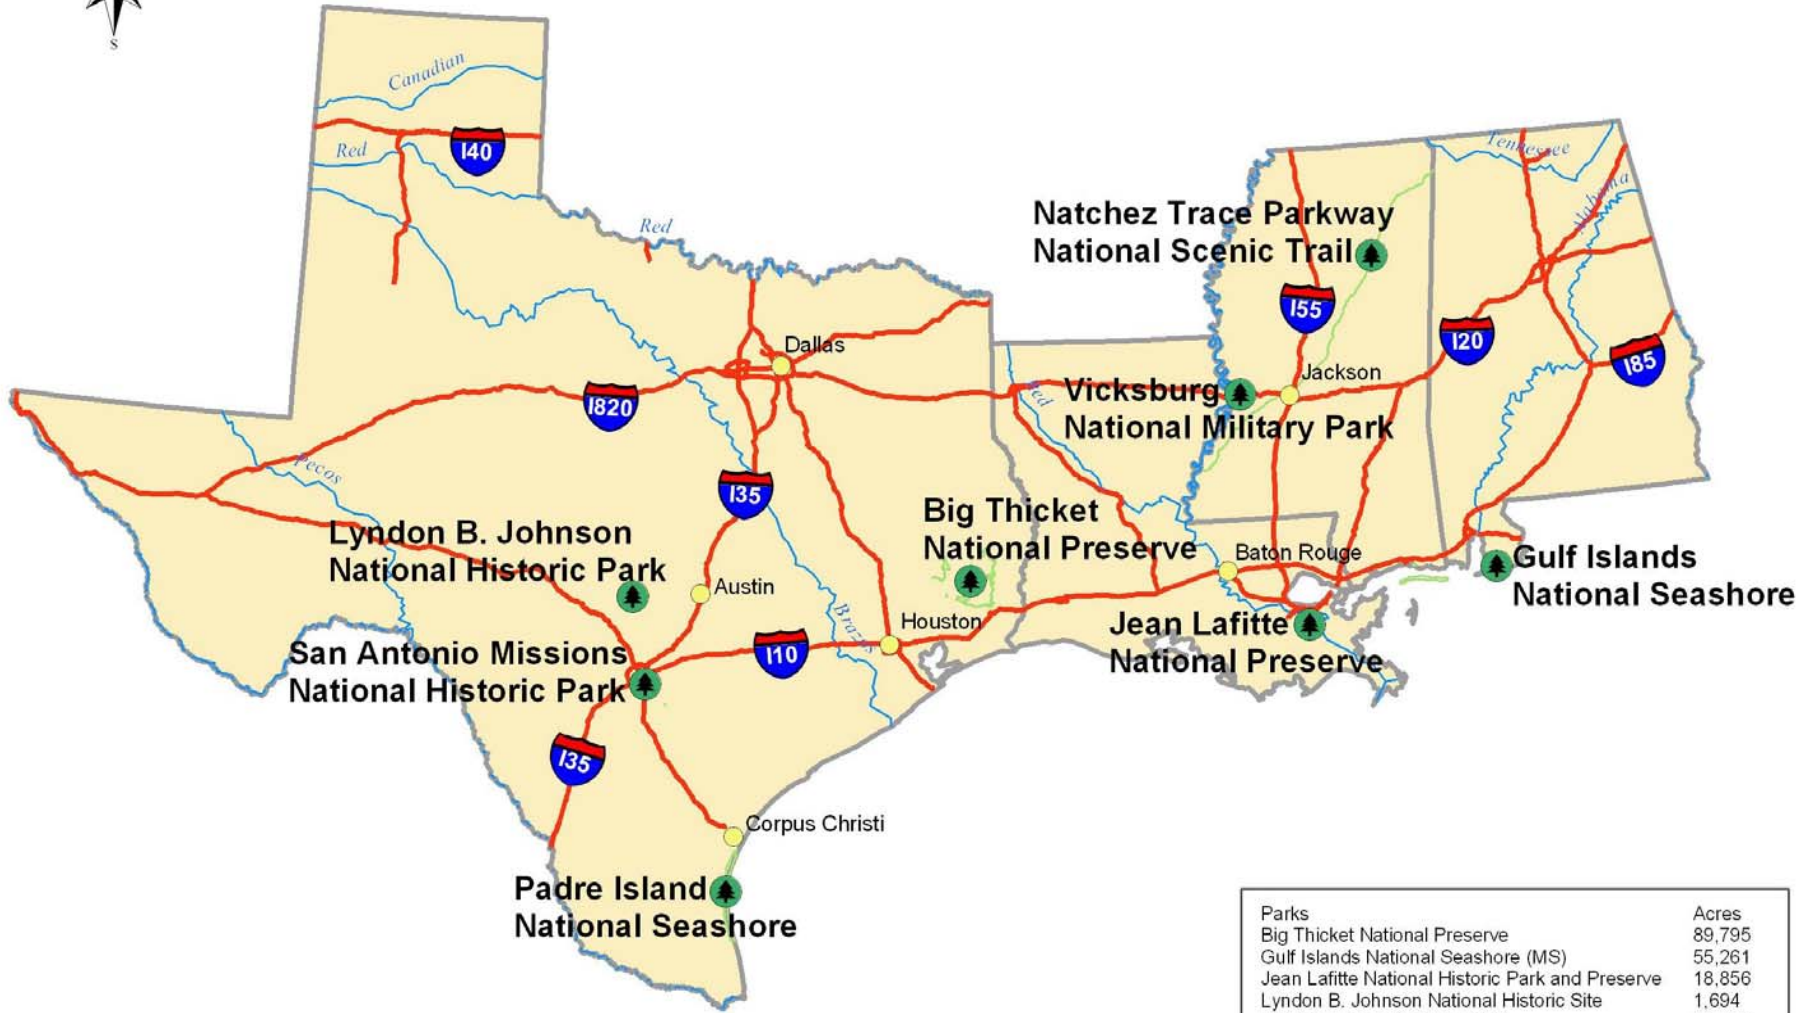 S
Canadian
I40
Red
Red
Tennessee
Alabama
Natchez Trace Parkway
National Scenic Trail
I55
I20
I85
Dallas
Jackson
I820
Red
Vicksburg
National Military Park
Pecos
I35
Big Thicket
National Preserve
Lyndon B. Johnson
National Historic Park
Baton Rouge
Gulf Islands
National Seashore
Austin
Brazos
Houston
Jean Lafitte
National Preserve
San Antonio Missions
National Historic Park
I10
I35
Corpus Christi
Padre Island
National Seashore
Parks Acres
Big Thicket National Preserve 89,795
Gulf Islands National Seashore (MS) 55,261
Jean Lafitte National Historic Park and Preserve 18,856
Lyndon B. Johnson National Historic Site 1,694